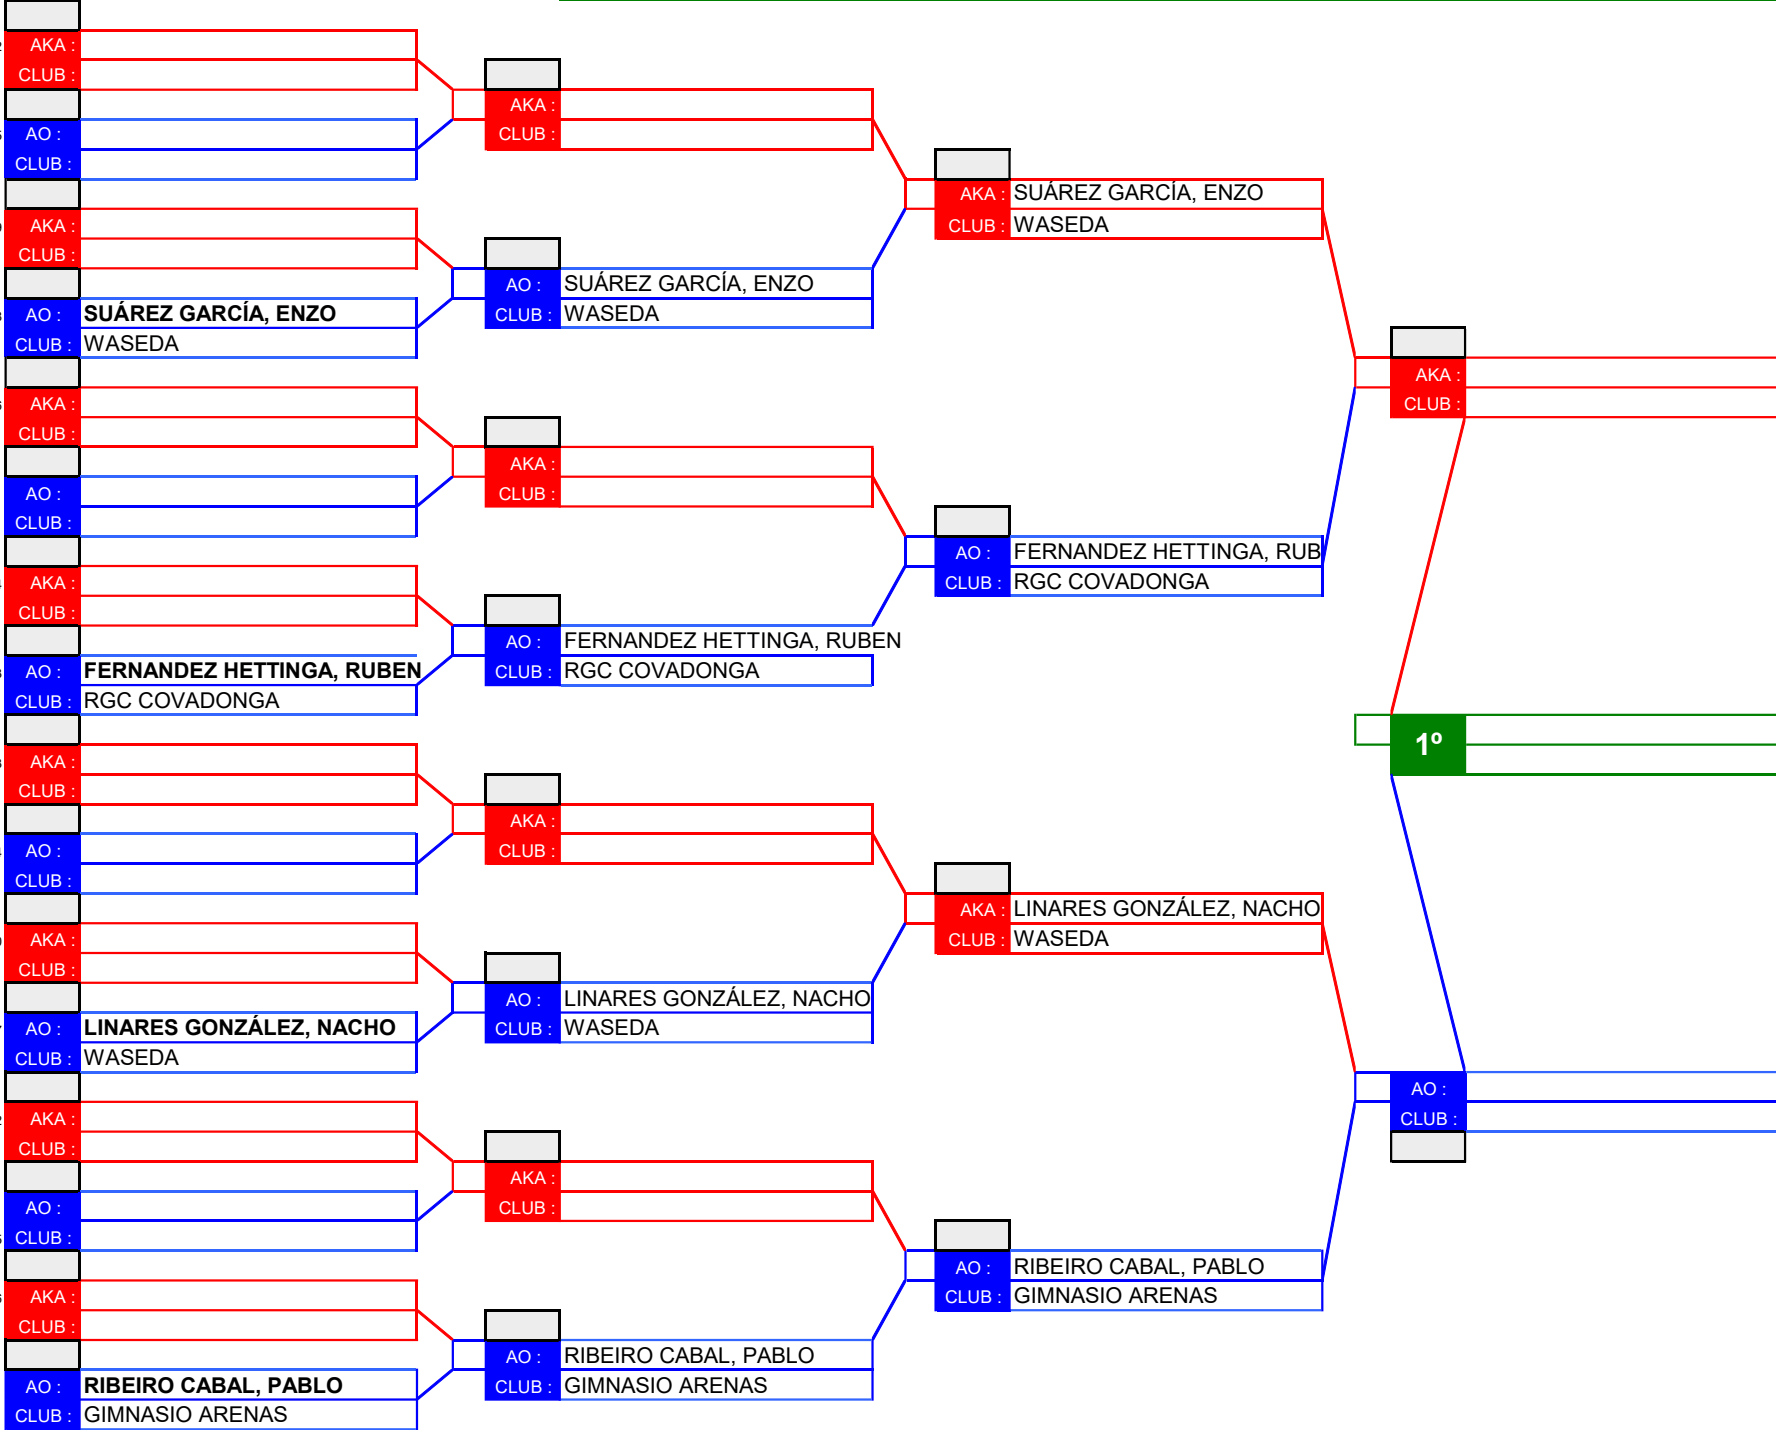 AKA :
CLUB :
AO :
CLUB :
AKA :
CLUB :
AO : SUÁREZ GARCÍA, ENZO
CLUB : WASEDA
AKA :
CLUB :
AO :
CLUB :
AKA :
CLUB :
AO : FERNANDEZ HETTINGA, RUBEN
CLUB : RGC COVADONGA
AKA :
CLUB :
AO :
CLUB :
AKA :
CLUB :
AO : LINARES GONZÁLEZ, NACHO
CLUB : WASEDA
AKA :
CLUB :
AO :
CLUB :
AKA :
CLUB :
AO : RIBEIRO CABAL, PABLO
CLUB : GIMNASIO ARENAS
AKA :
CLUB :
AO : SUÁREZ GARCÍA, ENZO
CLUB : WASEDA
AKA :
CLUB :
AO : FERNANDEZ HETTINGA, RUBEN
CLUB : RGC COVADONGA
AKA :
CLUB :
AO : LINARES GONZÁLEZ, NACHO
CLUB : WASEDA
AKA :
CLUB :
AO : RIBEIRO CABAL, PABLO
CLUB : GIMNASIO ARENAS
AKA : SUÁREZ GARCÍA, ENZO
CLUB : WASEDA
AO : FERNANDEZ HETTINGA, RUB
CLUB : RGC COVADONGA
AKA : LINARES GONZÁLEZ, NACHO
CLUB : WASEDA
AO : RIBEIRO CABAL, PABLO
CLUB : GIMNASIO ARENAS
AKA :
CLUB :
1º
AO :
CLUB :